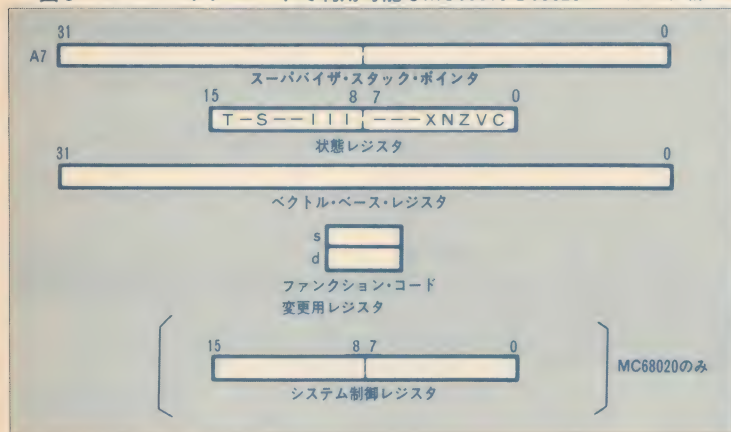 31 0
A7
スーパバイザ・スタック・ポインタ
15 8 7 0
T-S--III---XNZVC
状態レジスタ
31 0
ベクトル・ベース・レジスタ
s
d
ファンクション・コード
変更用レジスタ
15 8 7 0
MC68020のみ
システム制御レジスタ